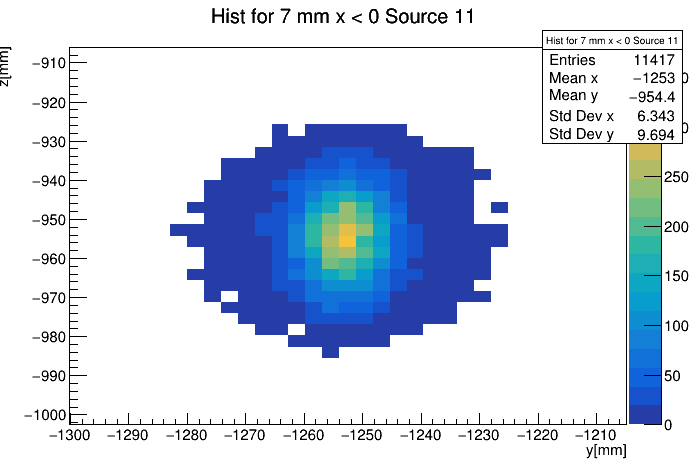 Hist for 7 mm x < 0 Source 11
z[mm]
Hist for 7 mm x < 0 Source 11
Entries 11417
Mean x −1253
Mean y −954.4
Std Dev x 6.343
Std Dev y 9.694
−910
−920
−930
−940
−950
−960
−970
−980
−990
−1000
250
200
150
100
50
0
−1300 −1290 −1280 −1270 −1260 −1250 −1240 −1230 −1220 −1210
y[mm]